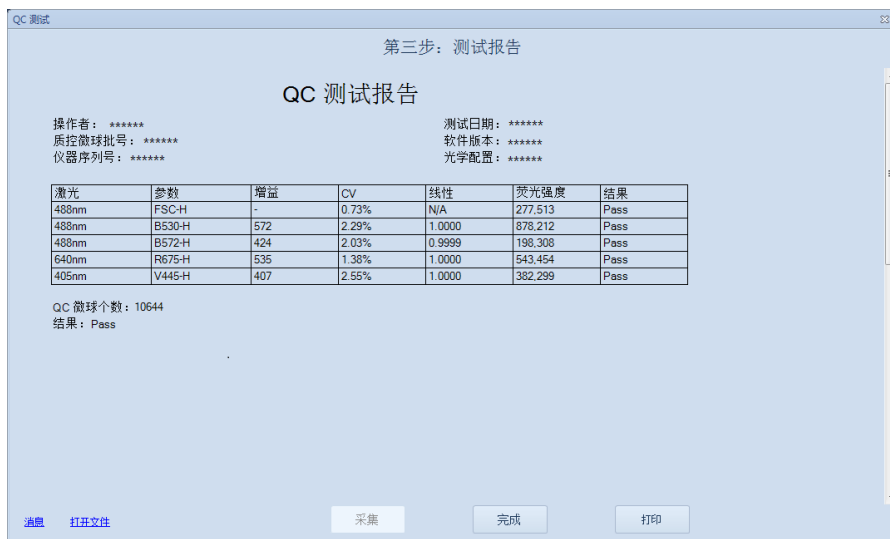 QC 测试
第三步：测试报告
QC 测试报告
操作者： ******
测试日期： ******
质控微球批号： ******
软件版本： ******
仪器序列号： ******
光学配置： ******
激光 参数 增益 CV 线性 荧光强度 结果
488nm FSC-H - 0.73% N/A 277,513 Pass
488nm B530-H 572 2.29% 1.0000 878,212 Pass
488nm B572-H 424 2.03% 0.9999 198,308 Pass
640nm R675-H 535 1.38% 1.0000 543,454 Pass
405nm V445-H 407 2.55% 1.0000 382,299 Pass
QC 微球个数：10644
结果：Pass
消息 打开文件 采集 完成 打印